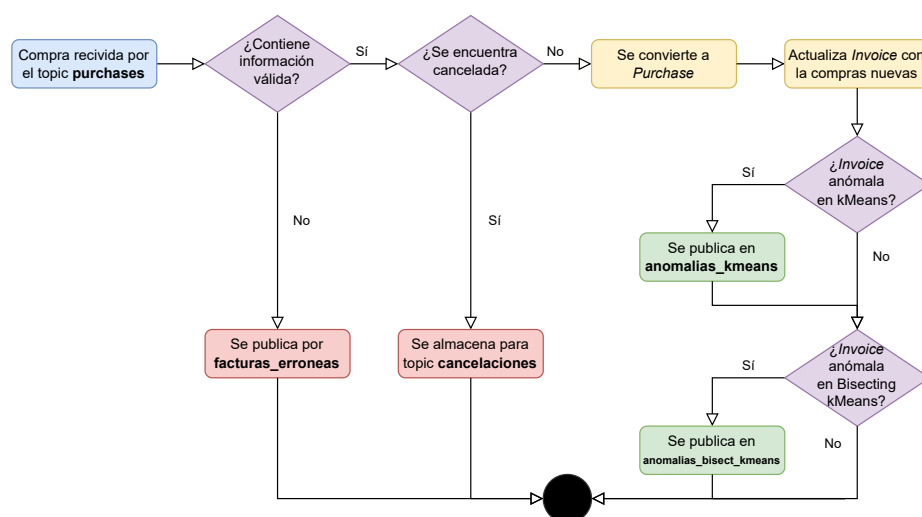 Compra recivida por
el topic purchases
¿Contiene
información
válida?
Sí
¿Se encuentra
cancelada?
No
Se convierte a
Purchase
Actualiza Invoice con
la compras nuevas
¿Invoice
anómala
en kMeans?
Sí
No
Se publica en
anomalias_kmeans
No
Sí
Se publica por
facturas_erroneas
Se almacena para
topic cancelaciones
¿Invoice
anómala
en Bisecting
kMeans?
Sí
No
Se publica en
anomalias_bisect_kmeans